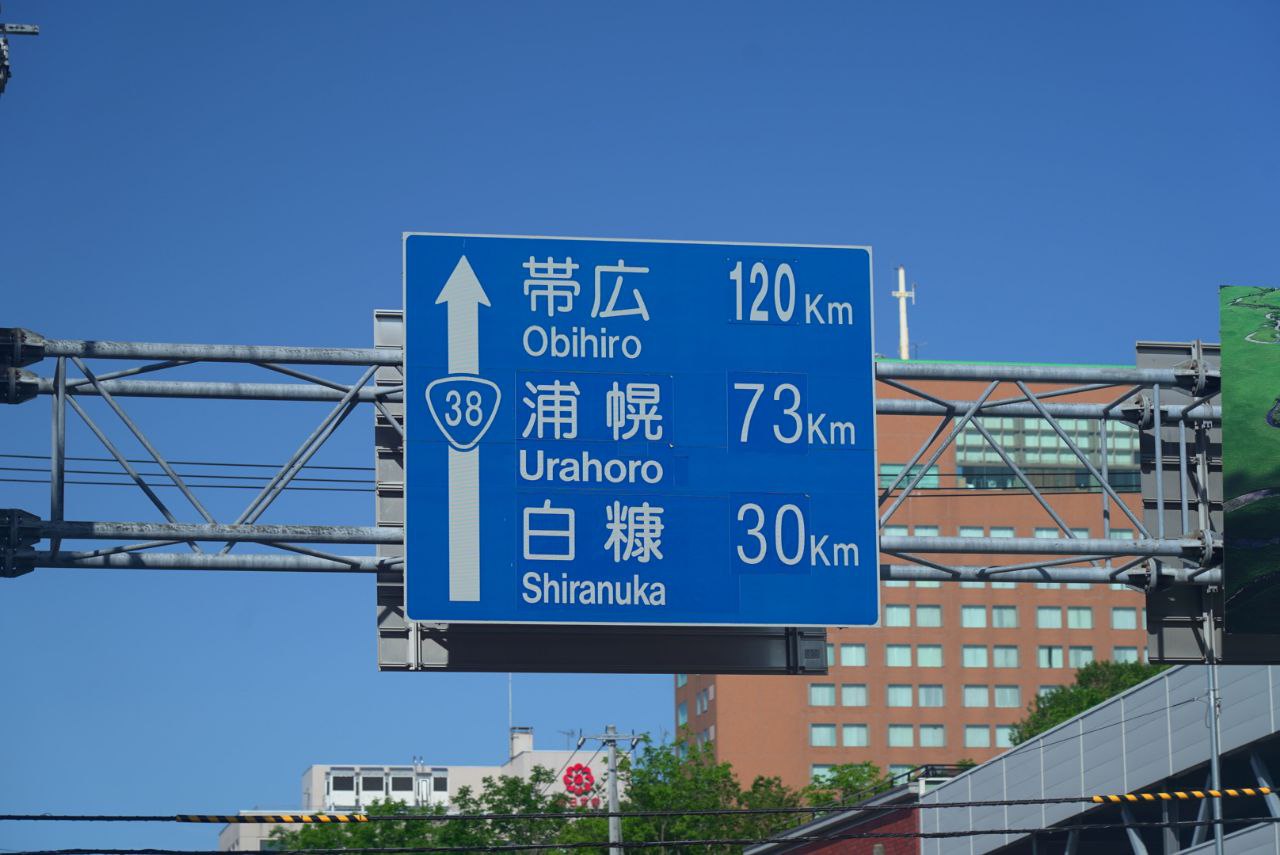 帯広 120 Km
Obihiro
38
浦幌 73 Km
Urahoro
白糠 30 Km
Shiranuka